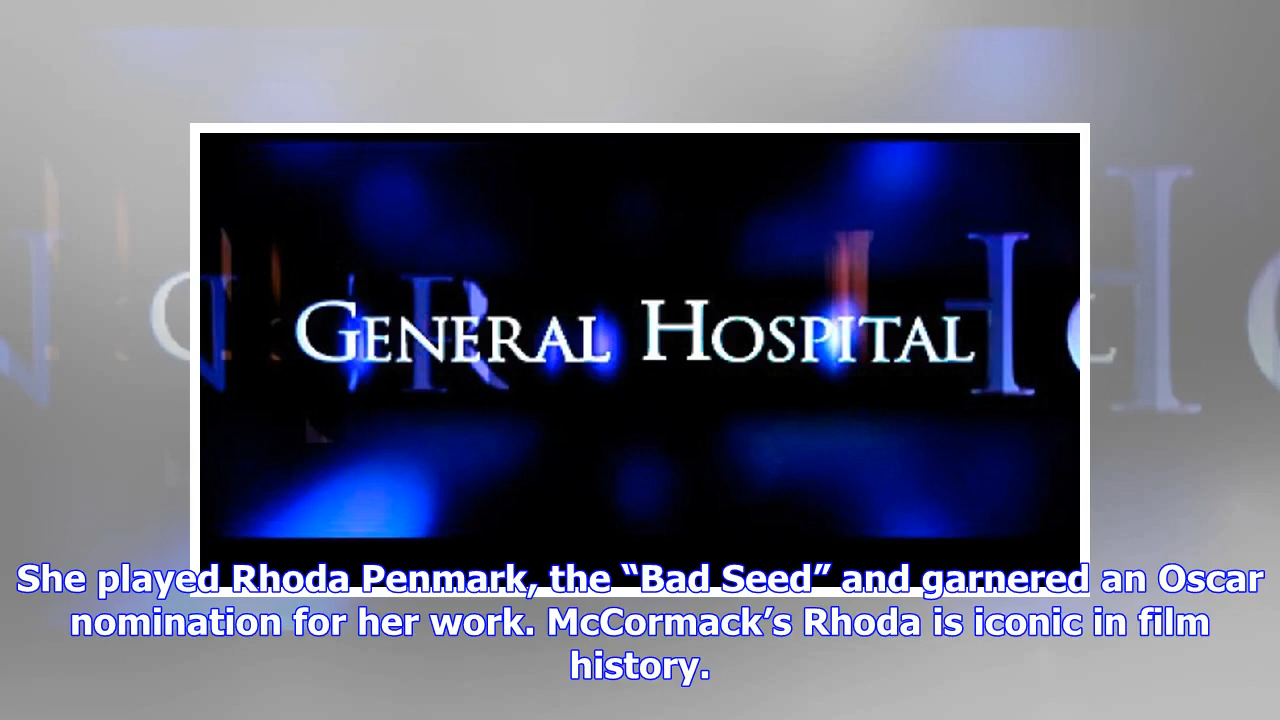 GENERAL HOSPITAL
She played Rhoda Penmark, the “Bad Seed” and garnered an Oscar
nomination for her work. McCormack’s Rhoda is iconic in film
history.